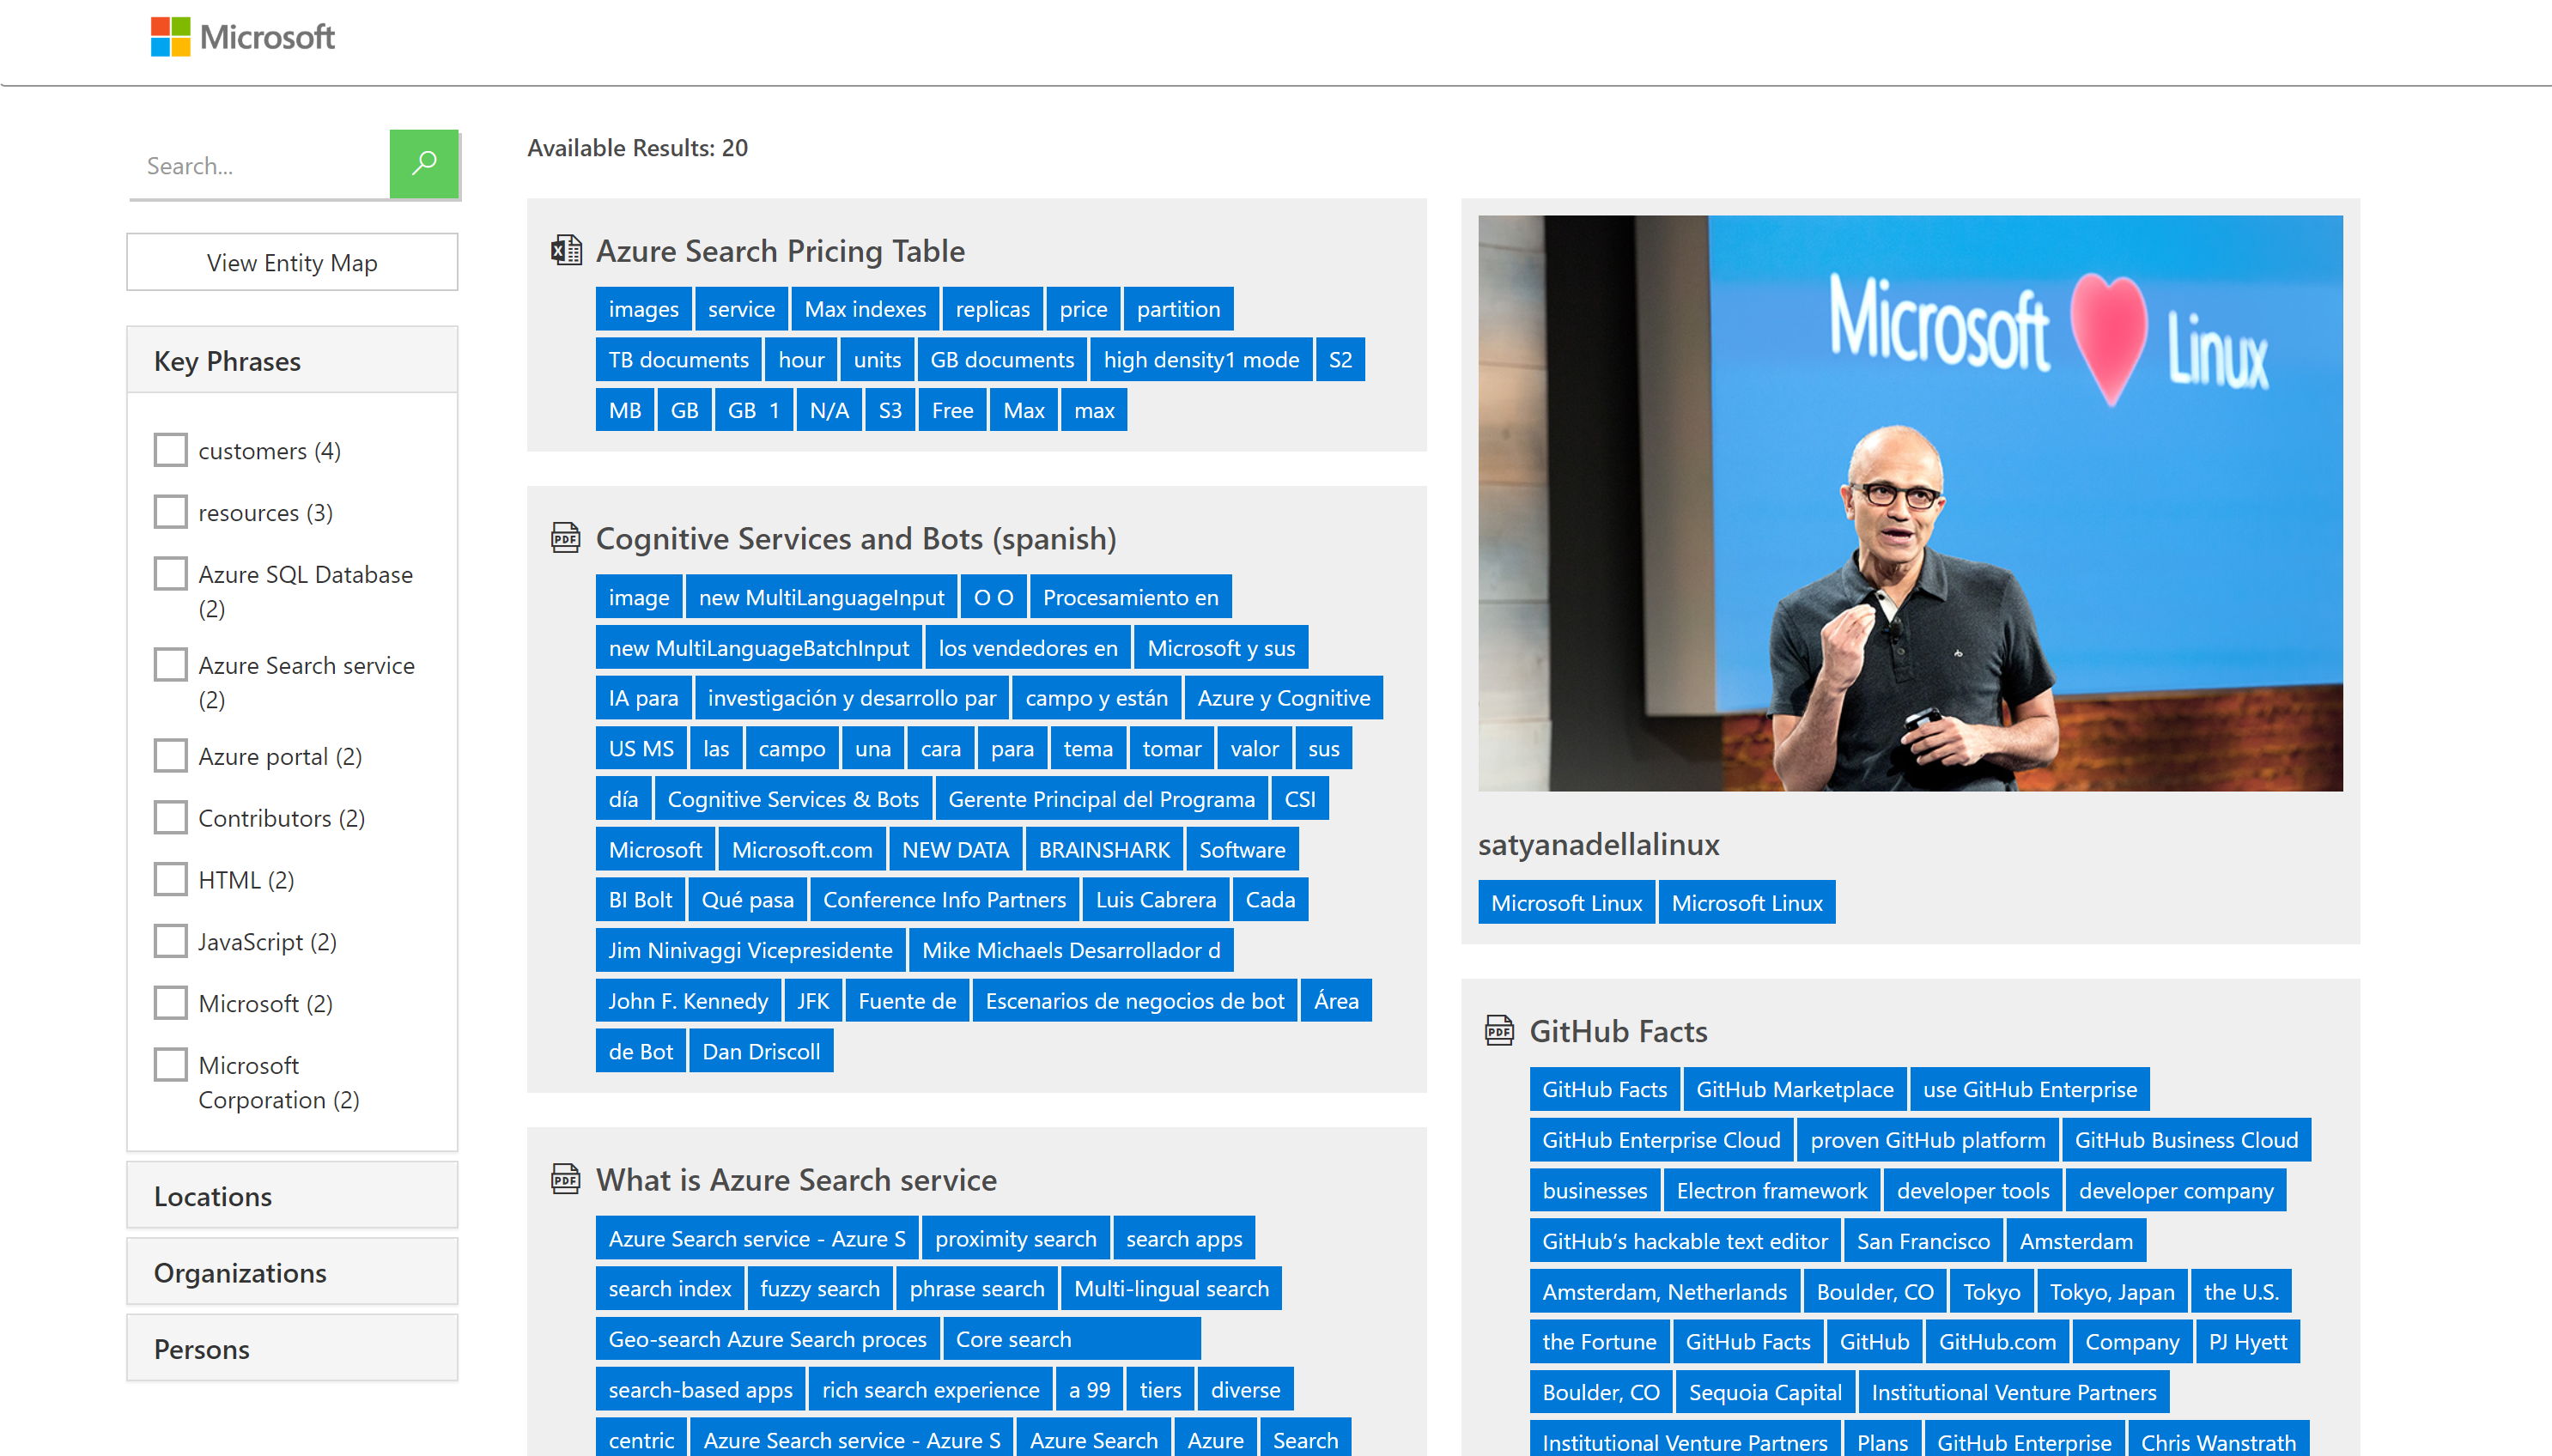 Microsoft
Search...
View Entity Map
Key Phrases
customers (4)
resources (3)
Azure SQL Database
(2)
Azure Search service
(2)
Azure portal (2)
Contributors (2)
HTML (2)
JavaScript (2)
Microsoft (2)
Microsoft
Corporation (2)
Locations
Organizations
Persons
Available Results: 20
Azure Search Pricing Table
images service Max indexes replicas price partition
TB documents hour units GB documents high density1 mode S2
MB GB GB 1 N/A S3 Free Max max
PDF Cognitive Services and Bots (spanish)
image new MultiLanguageInput O O Procesamiento en
new MultiLanguageBatchInput los vendedores en Microsoft y sus
IA para investigación y desarrollo par campo y están Azure y Cognitive
US MS las campo una cara para tema tomar valor sus
día Cognitive Services & Bots Gerente Principal del Programa CSI
Microsoft Microsoft.com NEW DATA BRAINSHARK Software
BI Bolt Qué pasa Conference Info Partners Luis Cabrera Cada
Jim Ninivaggi Vicepresidente Mike Michaels Desarrollador d
John F. Kennedy JFK Fuente de Escenarios de negocios de bot Área
de Bot Dan Driscoll
PDF What is Azure Search service
Azure Search service - Azure S proximity search search apps
search index fuzzy search phrase search Multi-lingual search
Geo-search Azure Search proces Core search
search-based apps rich search experience a 99 tiers diverse
centric Azure Search service - Azure S Azure Search Azure Search
Microsoft Linux
satyanadellalinux
Microsoft Linux Microsoft Linux
PDF GitHub Facts
GitHub Facts GitHub Marketplace use GitHub Enterprise
GitHub Enterprise Cloud proven GitHub platform GitHub Business Cloud
businesses Electron framework developer tools developer company
GitHub’s hackable text editor San Francisco Amsterdam
Amsterdam, Netherlands Boulder, CO Tokyo Tokyo, Japan the U.S.
the Fortune GitHub Facts GitHub GitHub.com Company PJ Hyett
Boulder, CO Sequoia Capital Institutional Venture Partners
Institutional Venture Partners Plans GitHub Enterprise Chris Wanstrath